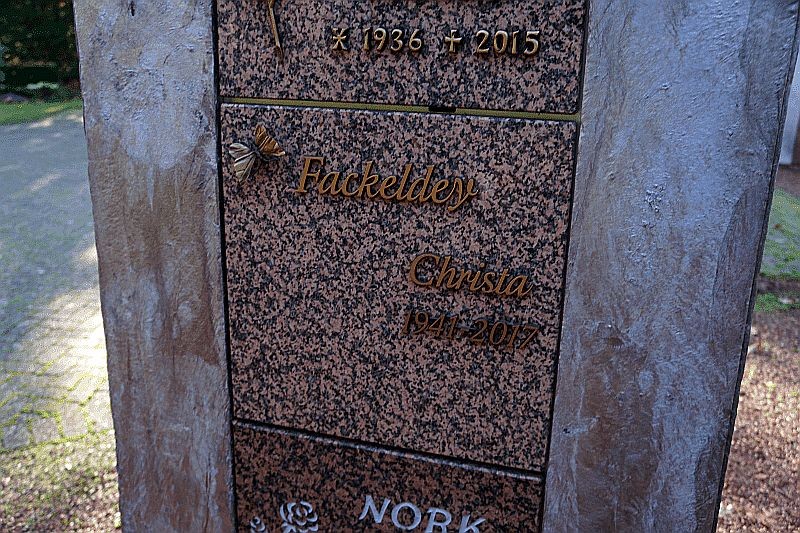 * 1936 † 2015
Fackeldey
Christa
1941-2017
NORK